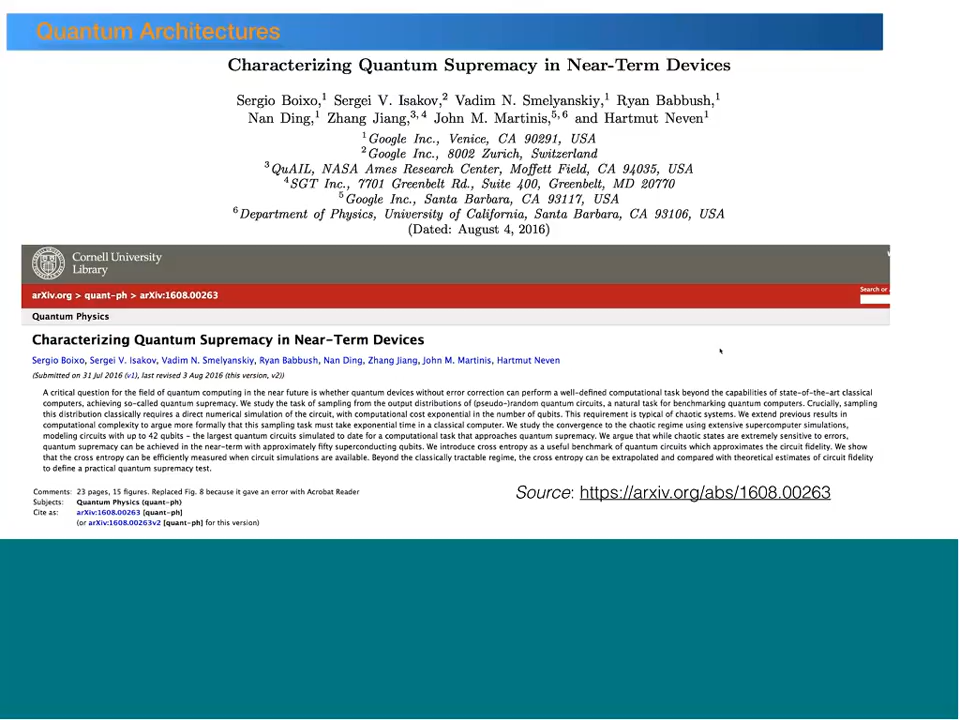 Quantum Architectures
Characterizing Quantum Supremacy in Near-Term Devices
Sergio Boixo,1 Sergei V. Isakov,2 Vadim N. Smelyanskiy,1 Ryan Babbush,1
Nan Ding,1 Zhang Jiang,3,4 John M. Martinis,5,6 and Hartmut Neven1
1Google Inc., Venice, CA 90291, USA
2Google Inc., 8002 Zurich, Switzerland
3QuAIL, NASA Ames Research Center, Moffett Field, CA 94035, USA
4SGT Inc., 7701 Greenbelt Rd., Suite 400, Greenbelt, MD 20770
5Google Inc., Santa Barbara, CA 93117, USA
6Department of Physics, University of California, Santa Barbara, CA 93106, USA
(Dated: August 4, 2016)
Cornell University
Library
arXiv.org > quant-ph > arXiv:1608.00263
Search or
Quantum Physics
Characterizing Quantum Supremacy in Near-Term Devices
Sergio Boixo, Sergei V. Isakov, Vadim N. Smelyanskiy, Ryan Babbush, Nan Ding, Zhang Jiang, John M. Martinis, Hartmut Neven
(Submitted on 31 Jul 2016 (v1), last revised 3 Aug 2016 (this version, v2))
A critical question for the field of quantum computing in the near future is whether quantum devices without error correction can perform a well-defined computational task beyond the capabilities of state-of-the-art classical
computers, achieving so-called quantum supremacy. We study the task of sampling from the output distributions of (pseudo-)random quantum circuits, a natural task for benchmarking quantum computers. Crucially, sampling
this distribution classically requires a direct numerical simulation of the circuit, with computational cost exponential in the number of qubits. This requirement is typical of chaotic systems. We extend previous results in
computational complexity to argue more formally that this sampling task must take exponential time in a classical computer. We study the convergence to the chaotic regime using extensive supercomputer simulations,
modeling circuits with up to 42 qubits - the largest quantum circuits simulated to date for a computational task that approaches quantum supremacy. We argue that while chaotic states are extremely sensitive to errors,
quantum supremacy can be achieved in the near-term with approximately fifty superconducting qubits. We introduce cross entropy as a useful benchmark of quantum circuits which approximates the circuit fidelity. We show
that the cross entropy can be efficiently measured when circuit simulations are available. Beyond the classically tractable regime, the cross entropy can be extrapolated and compared with theoretical estimates of circuit fidelity
to define a practical quantum supremacy test.
Comments: 23 pages, 15 figures. Replaced Fig. 8 because it gave an error with Acrobat Reader
Subjects: Quantum Physics (quant-ph)
Cite as: arXiv:1608.00263 [quant-ph]
(or arXiv:1608.00263v2 [quant-ph] for this version)
Source: https://arxiv.org/abs/1608.00263